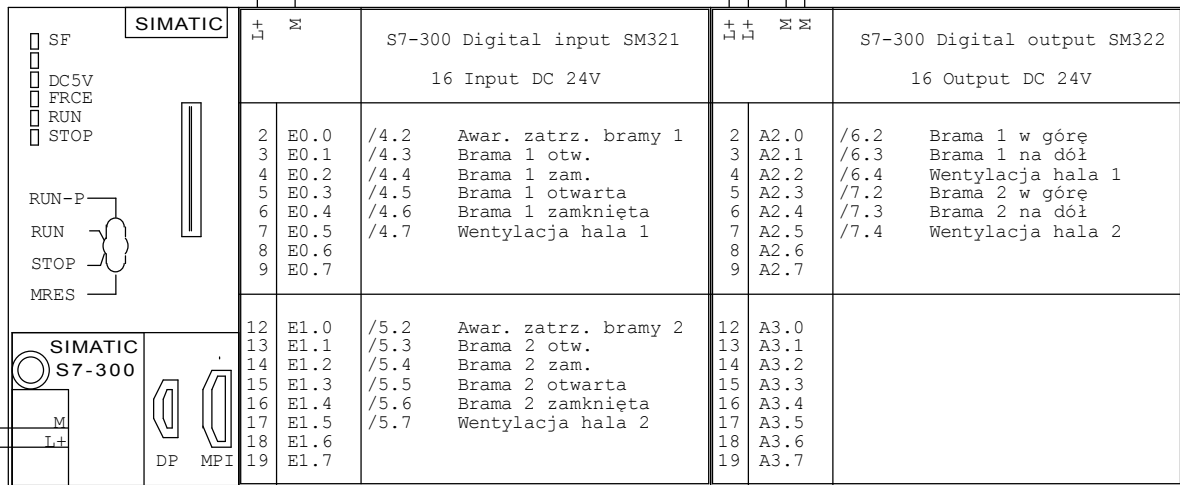 SIMATIC
SF
DC5V
FRCE
RUN
STOP
RUN-P
RUN
STOP
MRES
SIMATIC
S7-300
M
L+
DP MPI
L+ M
S7-300 Digital input SM321
16 Input DC 24V
2 E0.0 /4.2 Awar. zatrz. bramy 1
3 E0.1 /4.3 Brama 1 otw.
4 E0.2 /4.4 Brama 1 zam.
5 E0.3 /4.5 Brama 1 otwarta
6 E0.4 /4.6 Brama 1 zamknięta
7 E0.5 /4.7 Wentylacja hala 1
8 E0.6
9 E0.7
12 E1.0 /5.2 Awar. zatrz. bramy 2
13 E1.1 /5.3 Brama 2 otw.
14 E1.2 /5.4 Brama 2 zam.
15 E1.3 /5.5 Brama 2 otwarta
16 E1.4 /5.6 Brama 2 zamknięta
17 E1.5 /5.7 Wentylacja hala 2
18 E1.6
19 E1.7
L+ L+ M M
S7-300 Digital output SM322
16 Output DC 24V
2 A2.0 /6.2 Brama 1 w górę
3 A2.1 /6.3 Brama 1 na dół
4 A2.2 /6.4 Wentylacja hala 1
5 A2.3 /7.2 Brama 2 w górę
6 A2.4 /7.3 Brama 2 na dół
7 A2.5 /7.4 Wentylacja hala 2
8 A2.6
9 A2.7
12 A3.0
13 A3.1
14 A3.2
15 A3.3
16 A3.4
17 A3.5
18 A3.6
19 A3.7